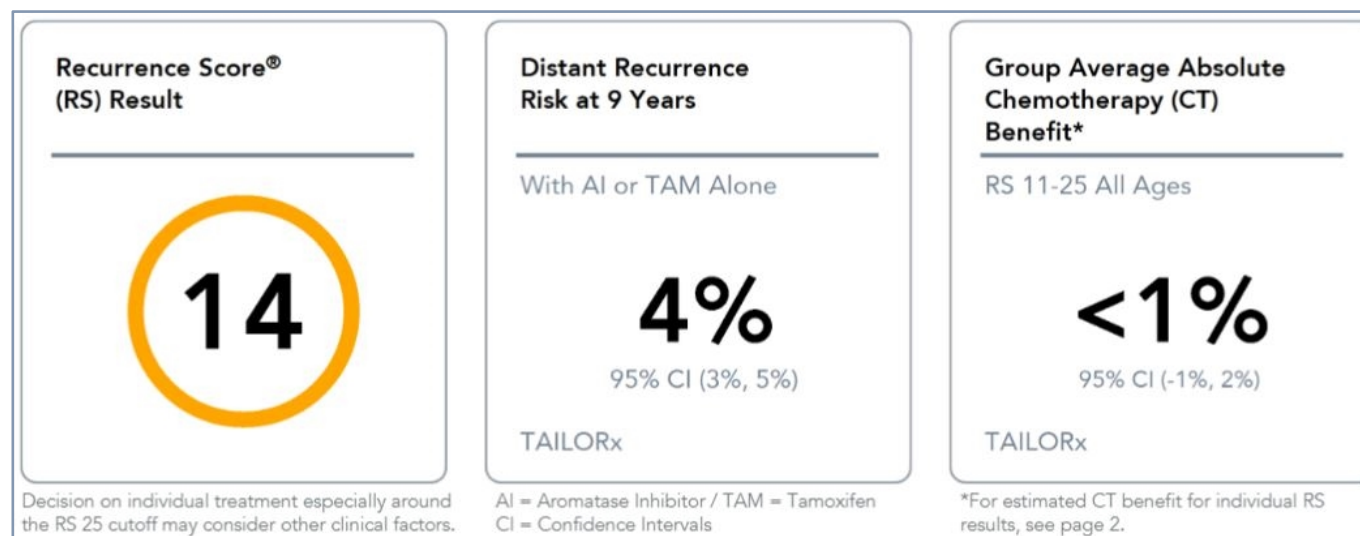 Recurrence Score®
(RS) Result
14
Decision on individual treatment especially around
the RS 25 cutoff may consider other clinical factors.
Distant Recurrence
Risk at 9 Years
With AI or TAM Alone
4%
95% CI (3%, 5%)
TAILORx
AI = Aromatase Inhibitor / TAM = Tamoxifen
CI = Confidence Intervals
Group Average Absolute
Chemotherapy (CT)
Benefit*
RS 11-25 All Ages
<1%
95% CI (-1%, 2%)
TAILORx
*For estimated CT benefit for individual RS
results, see page 2.